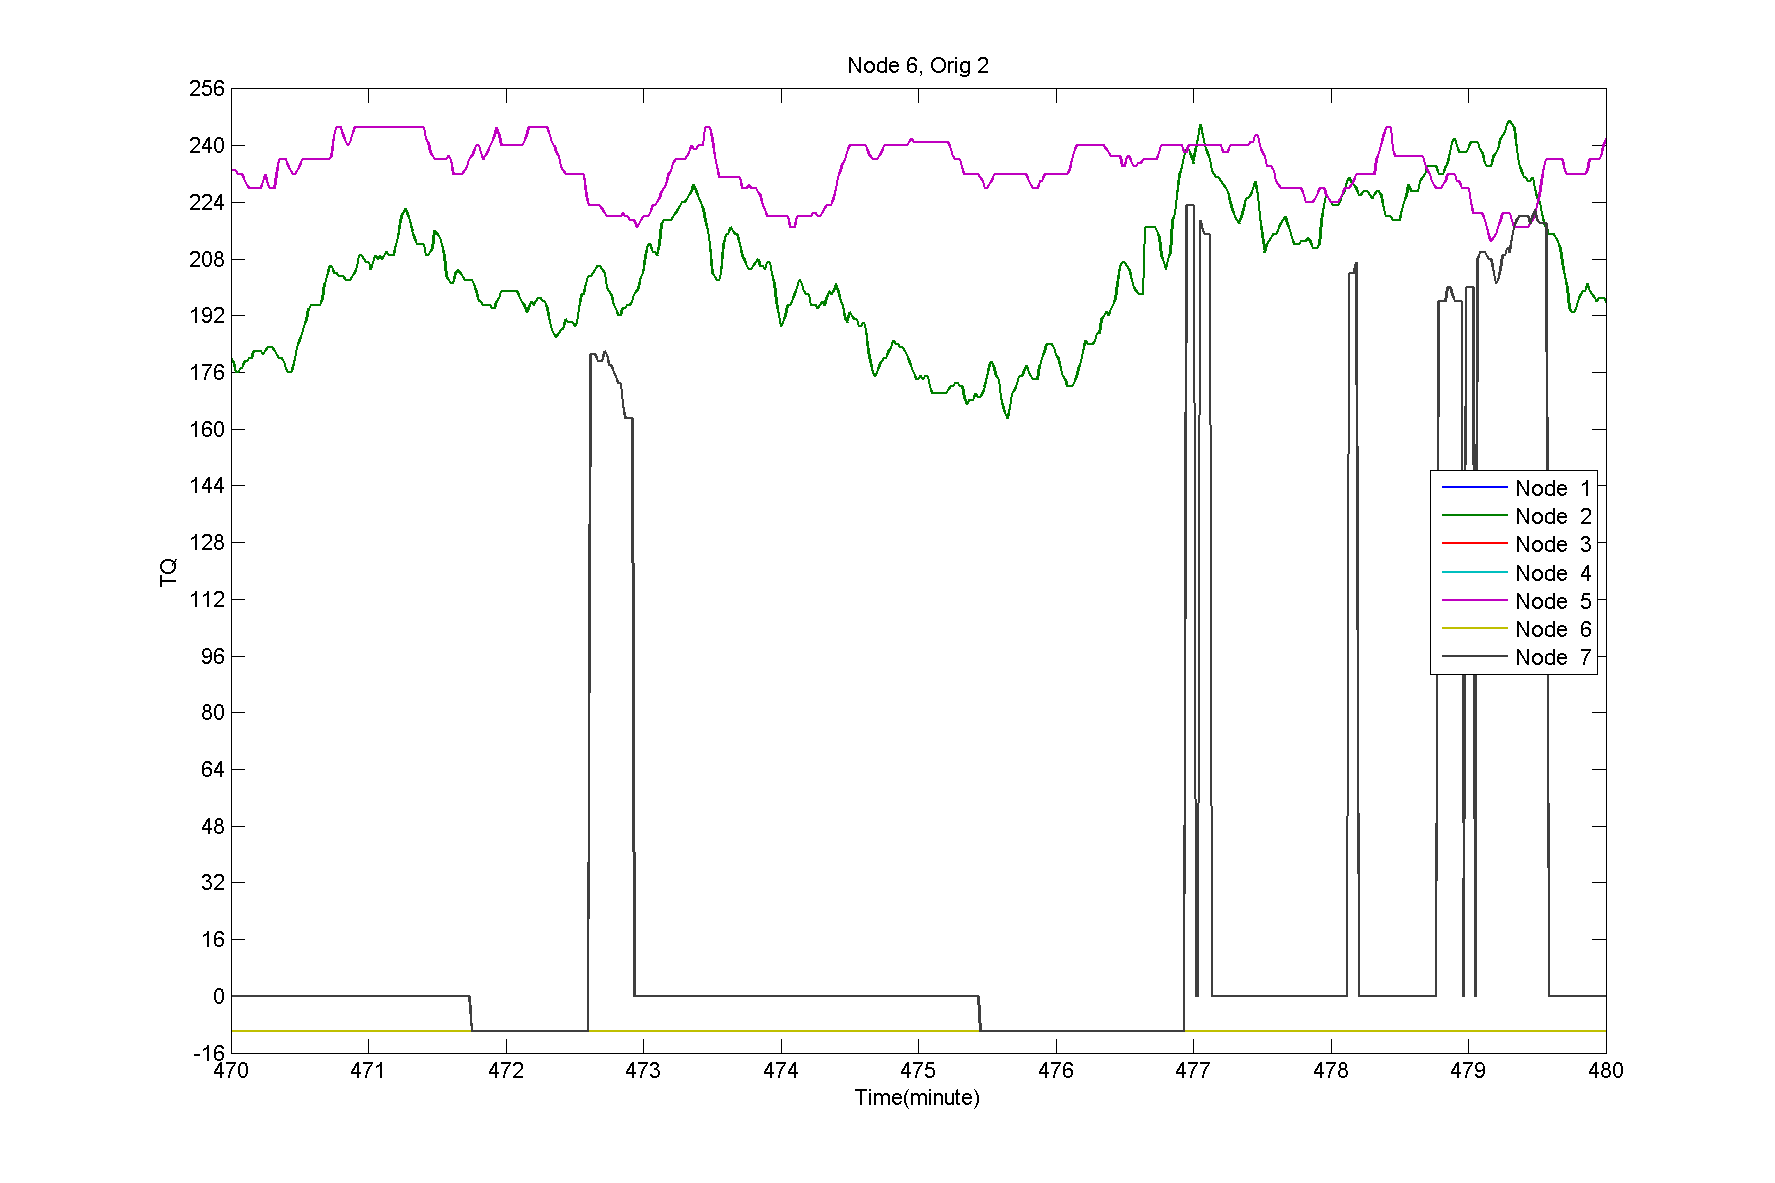 Node 6, Orig 2
256
240
224
208
192
176
160
144
128
112
96
80
64
48
32
16
0
-16
TQ
470 471 472 473 474 475 476 477 478 479 480
Time(minute)
Node 1
Node 2
Node 3
Node 4
Node 5
Node 6
Node 7